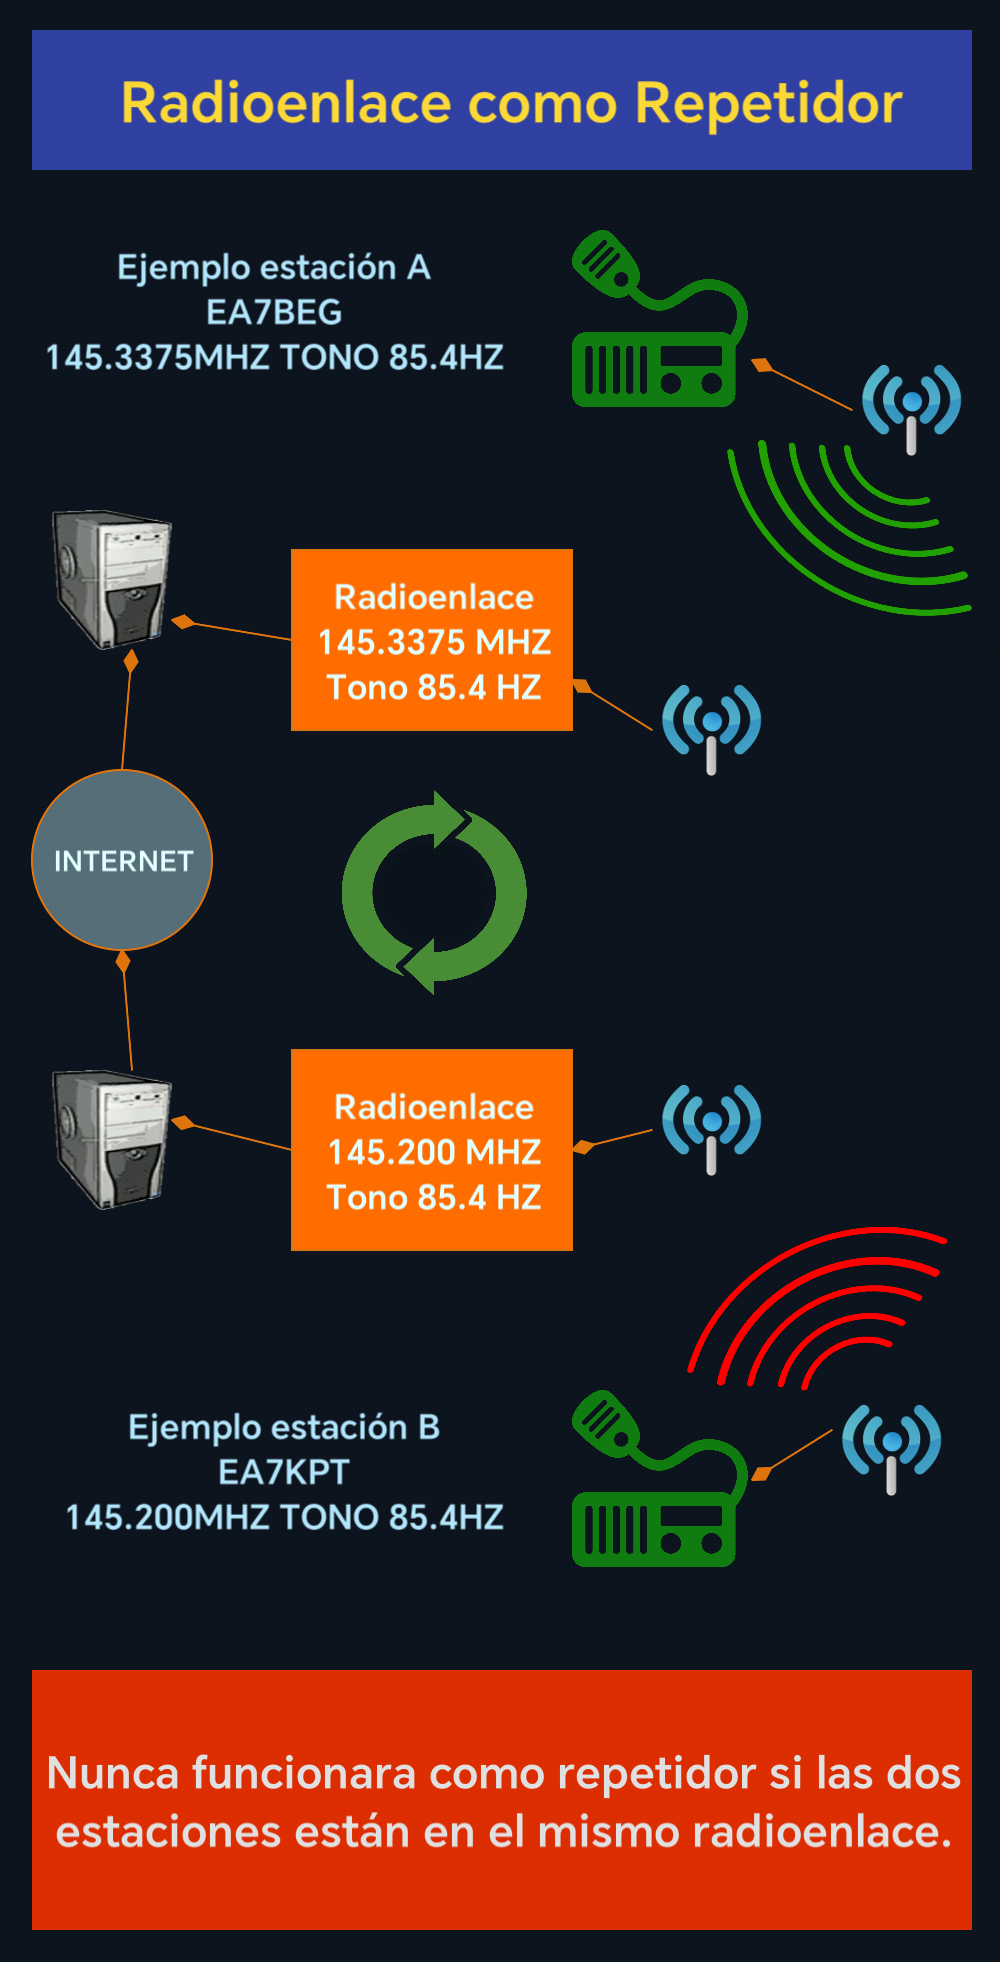 Radioenlace como Repetidor
Ejemplo estación A
EA7BEG
145.3375MHZ TONO 85.4HZ
Radioenlace
145.3375 MHZ
Tono 85.4 HZ
INTERNET
Radioenlace
145.200 MHZ
Tono 85.4 HZ
Ejemplo estación B
EA7KPT
145.200MHZ TONO 85.4HZ
Nunca funcionara como repetidor si las dos
estaciones están en el mismo radioenlace.